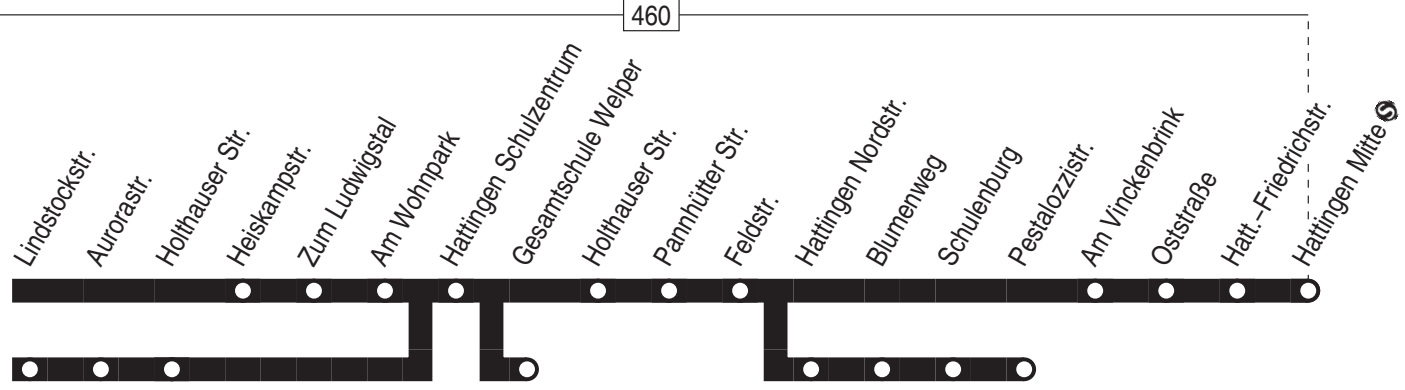 460
Lindstockstr.
Aurorastr.
Holthauser Str.
Heiskampstr.
Zum Ludwigstal
Am Wohnpark
Hattingen Schulzentrum
Gesamtschule Welper
Holthauser Str.
Pannhütter Str.
Feldstr.
Hattingen Nordstr.
Blumenweg
Schulenburg
Pestalozzistr.
Am Vinckenbrink
Oststraße
Hatt.–Friedrichstr.
Hattingen Mitte S